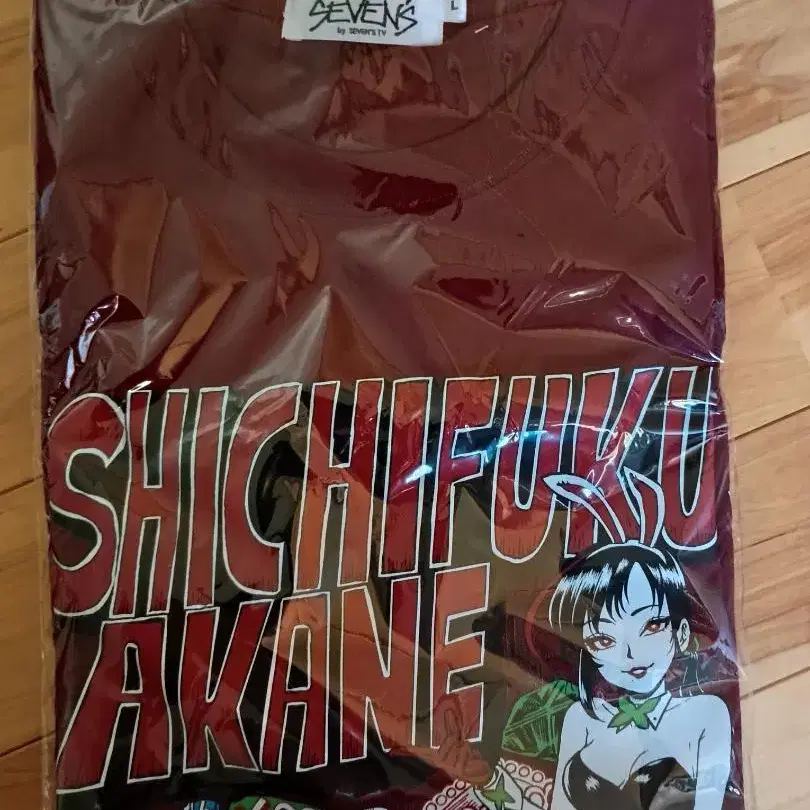 SEVEN'S
by SEVEN'S TV
L
SHICHIFUKU
AKANE